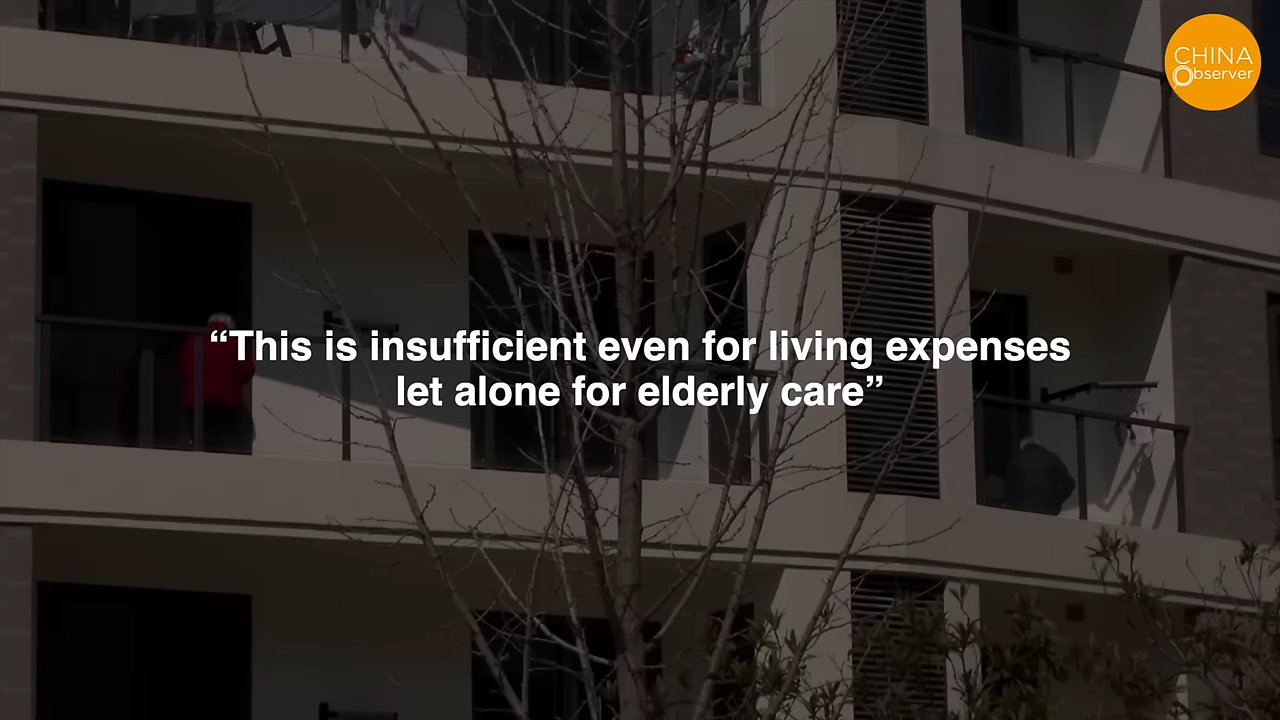 CHINA
Observer
“This is insufficient even for living expenses
let alone for elderly care”